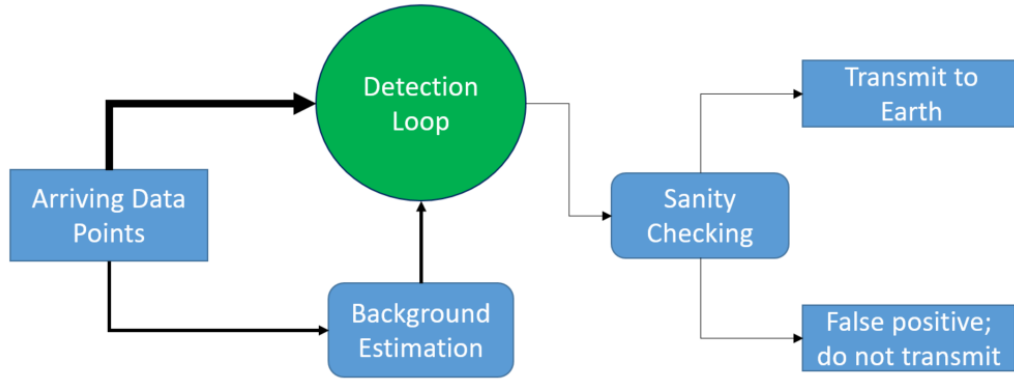 Detection
Loop
Arriving Data
Points
Background
Estimation
Sanity
Checking
Transmit to
Earth
False positive;
do not transmit